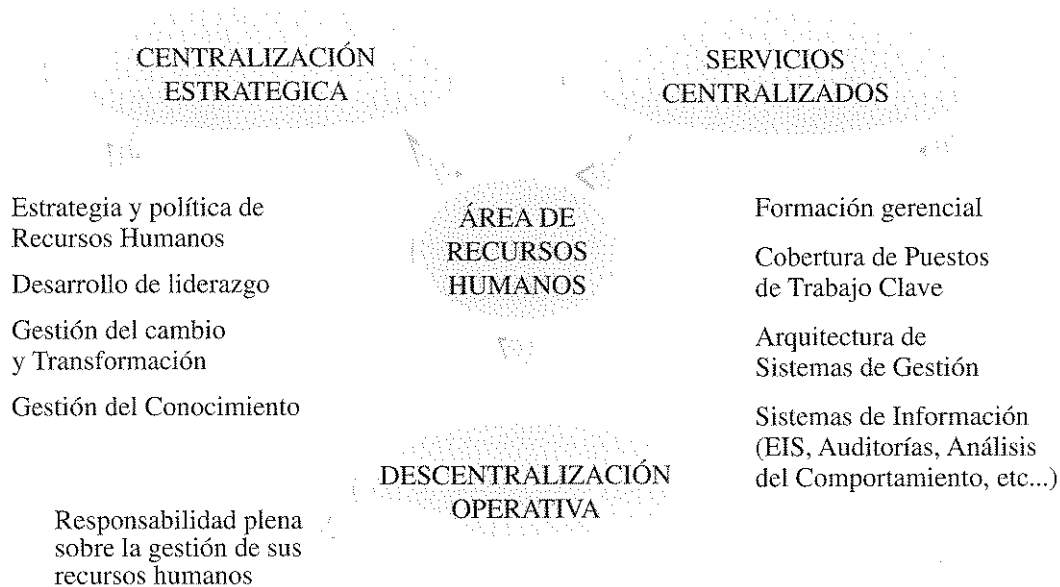 CENTRALIZACIÓN
ESTRATEGICA
SERVICIOS
CENTRALIZADOS
ÁREA DE
RECURSOS
HUMANOS
Estrategia y política de
Recursos Humanos
Desarrollo de liderazgo
Gestión del cambio
y Transformación
Gestión del Conocimiento
Formación gerencial
Cobertura de Puestos
de Trabajo Clave
Arquitectura de
Sistemas de Gestión
Sistemas de Información
(EIS, Auditorías, Análisis
del Comportamiento, etc...)
DESCENTRALIZACIÓN
OPERATIVA
Responsabilidad plena
sobre la gestión de sus
recursos humanos